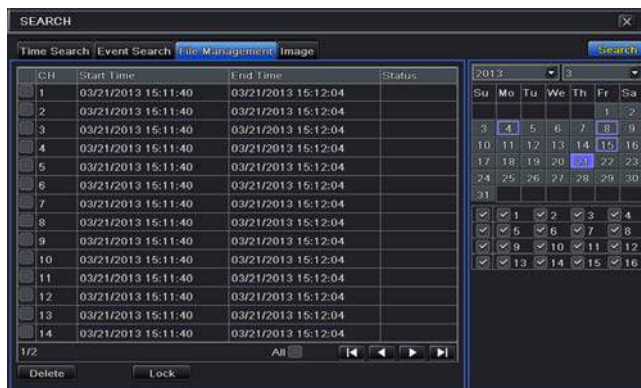 SEARCH
Time Search Event Search File Management Image Search
CH Start Time End Time Status
1 03/21/2013 15:11:40 03/21/2013 15:12:04
2 03/21/2013 15:11:40 03/21/2013 15:12:04
3 03/21/2013 15:11:40 03/21/2013 15:12:04
4 03/21/2013 15:11:40 03/21/2013 15:12:04
5 03/21/2013 15:11:40 03/21/2013 15:12:04
6 03/21/2013 15:11:40 03/21/2013 15:12:04
7 03/21/2013 15:11:40 03/21/2013 15:12:04
8 03/21/2013 15:11:40 03/21/2013 15:12:04
9 03/21/2013 15:11:40 03/21/2013 15:12:04
10 03/21/2013 15:11:40 03/21/2013 15:12:04
11 03/21/2013 15:11:40 03/21/2013 15:12:04
12 03/21/2013 15:11:40 03/21/2013 15:12:04
13 03/21/2013 15:11:40 03/21/2013 15:12:04
14 03/21/2013 15:11:40 03/21/2013 15:12:04
1/2 All
Delete Lock
2013 3
Su Mo Tu We Th Fr Sa
1 2
3 4 5 6 7 8 9
10 11 12 13 14 15 16
17 18 19 20 21 22 23
24 25 26 27 28 29 30
31
1 2 3 4
5 6 7 8
9 10 11 12
13 14 15 16